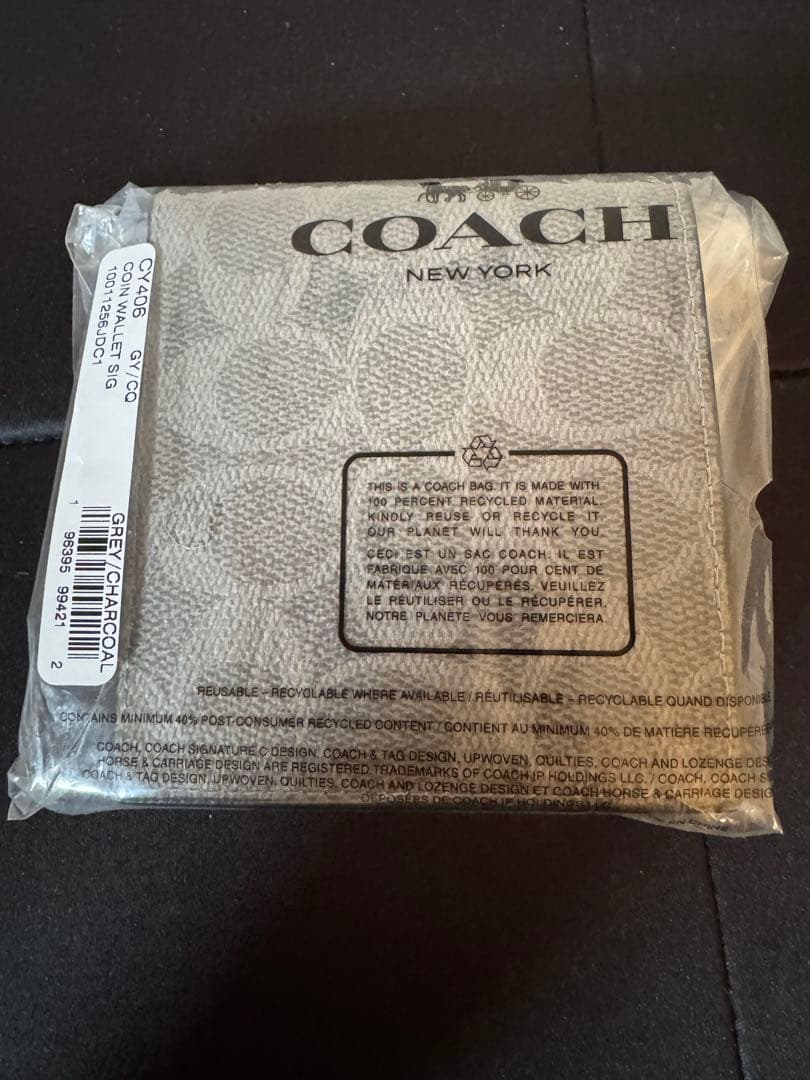 COACH
NEW YORK
CY406 GY/CQ
COIN WALLET SIG
10011256JDC1
GREY/CHARCOAL
1 96395 99421 2
THIS IS A COACH BAG. IT IS MADE WITH
100 PERCENT RECYCLED MATERIAL.
KINDLY REUSE OR RECYCLE IT.
OUR PLANET WILL THANK YOU.
CECI EST UN SAC COACH. IL EST
FABRIQUÉ AVEC 100 POUR CENT DE
MATÉRIAUX RÉCUPÉRÉS. VEUILLEZ
LE RÉUTILISER OU LE RÉCUPÉRER.
NOTRE PLANÈTE VOUS REMERCIERA.
REUSABLE – RECYCLABLE WHERE AVAILABLE / RÉUTILISABLE – RECYCLABLE QUAND DISPONIBLE
CONTAINS MINIMUM 40% POST-CONSUMER RECYCLED CONTENT / CONTIENT AU MINIMUM 40% DE MATIÈRE
COACH, COACH SIGNATURE C DESIGN, COACH & TAG DESIGN, UPWOVEN, QUILTIES, COACH AND LOZENGE
HORSE & CARRIAGE DESIGN ARE REGISTERED TRADEMARKS OF COACH IP HOLDINGS LLC. / COACH, COACH
COACH & TAG DESIGN, UPWOVEN, QUILTIES, COACH AND LOZENGE DESIGN ET COACH HORSE & CARRIAGE
DÉPOSÉES DE COACH IP HOLDINGS LLC
EN CHINE